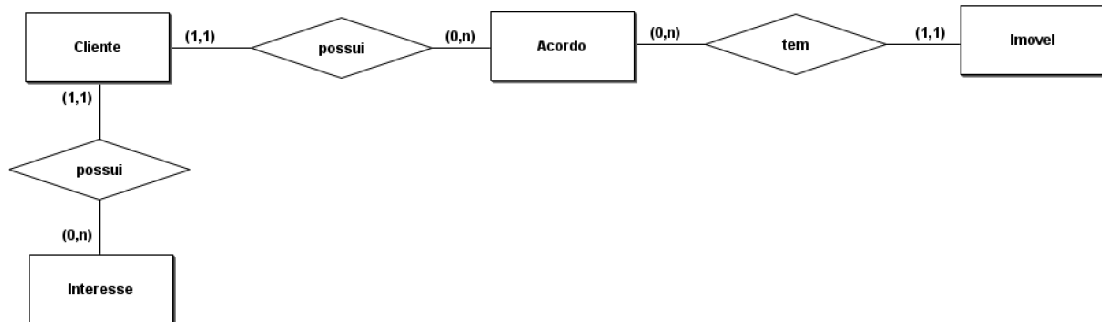 Cliente
(1,1)
possui
(0,n)
Acordo
(0,n)
tem
(1,1)
Imovel
(1,1)
possui
(0,n)
Interesse